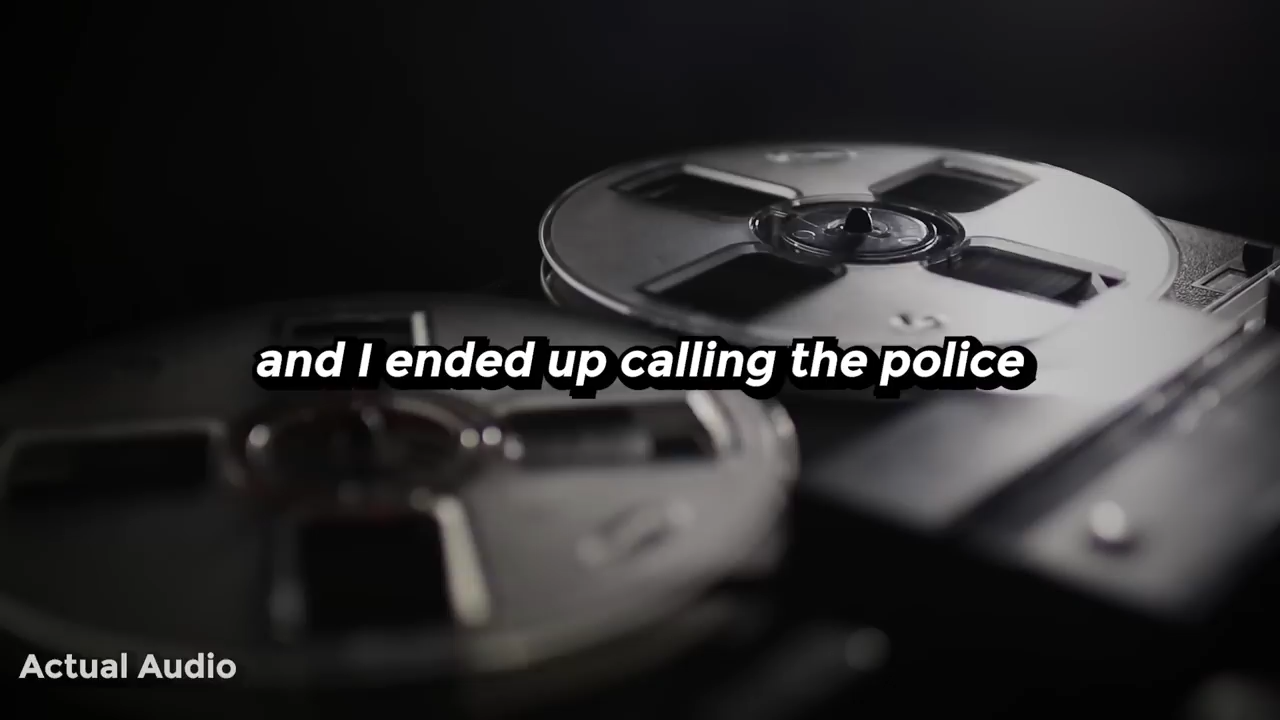 and I ended up calling the police
Actual Audio